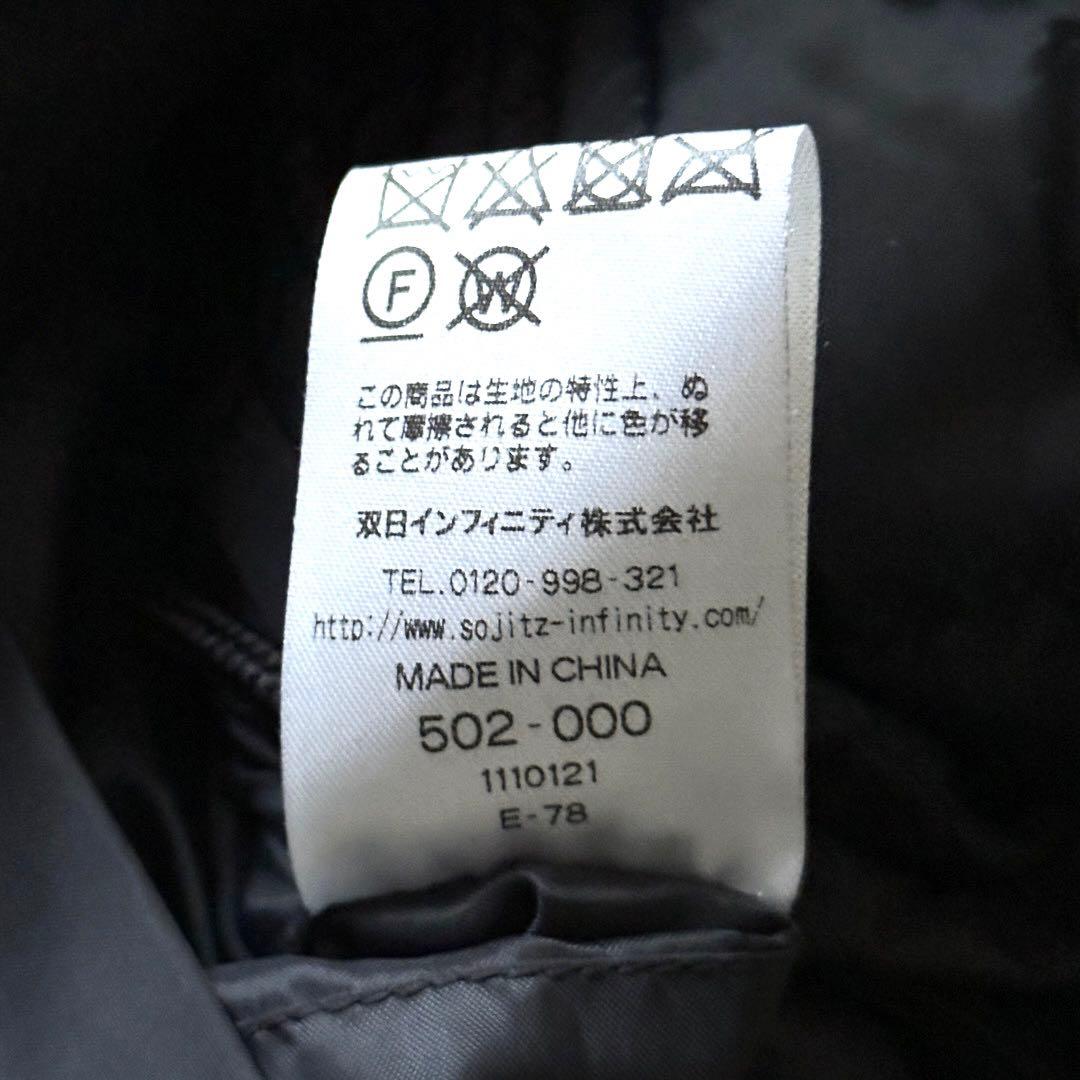 F W
この商品は生地の特性上、ぬ
れて摩擦されると他に色が移
ることがあります。
双日インフィニティ株式会社
TEL.0120-998-321
http://www.sojitz-infinity.com/
MADE IN CHINA
502-000
1110121
E-78